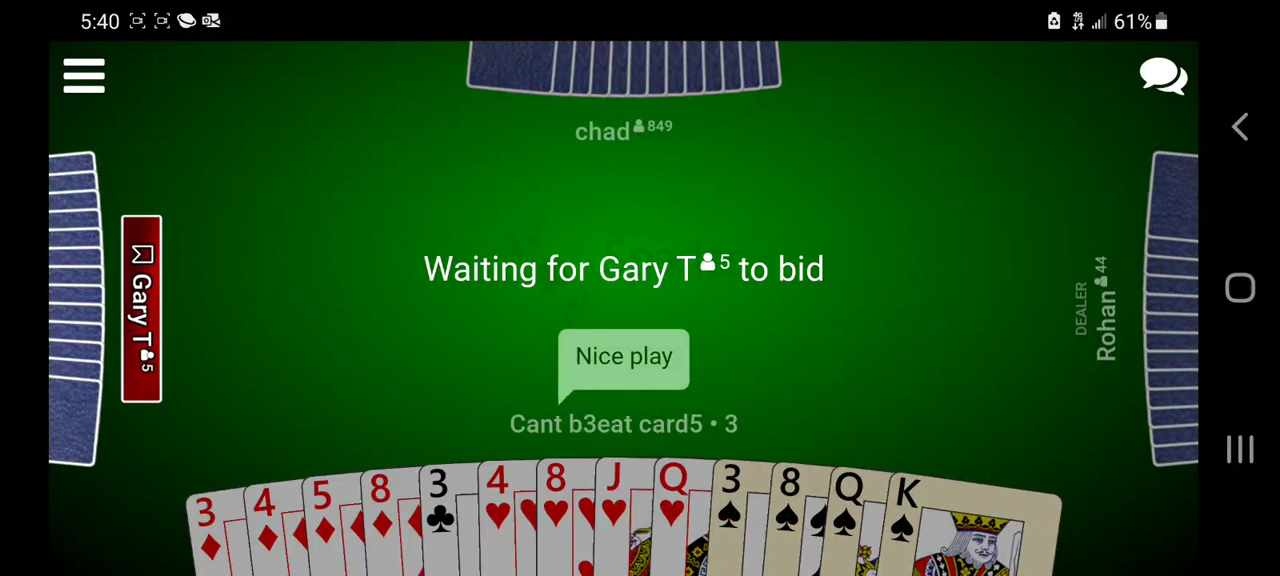 5:40
61%
chad 849
Waiting for Gary T 5 to bid
Gary T 5
DEALER
Rohan 44
Nice play
Cant b3eat card5 • 3
3 4 5 8 3 4 8 J Q 3 8 Q K